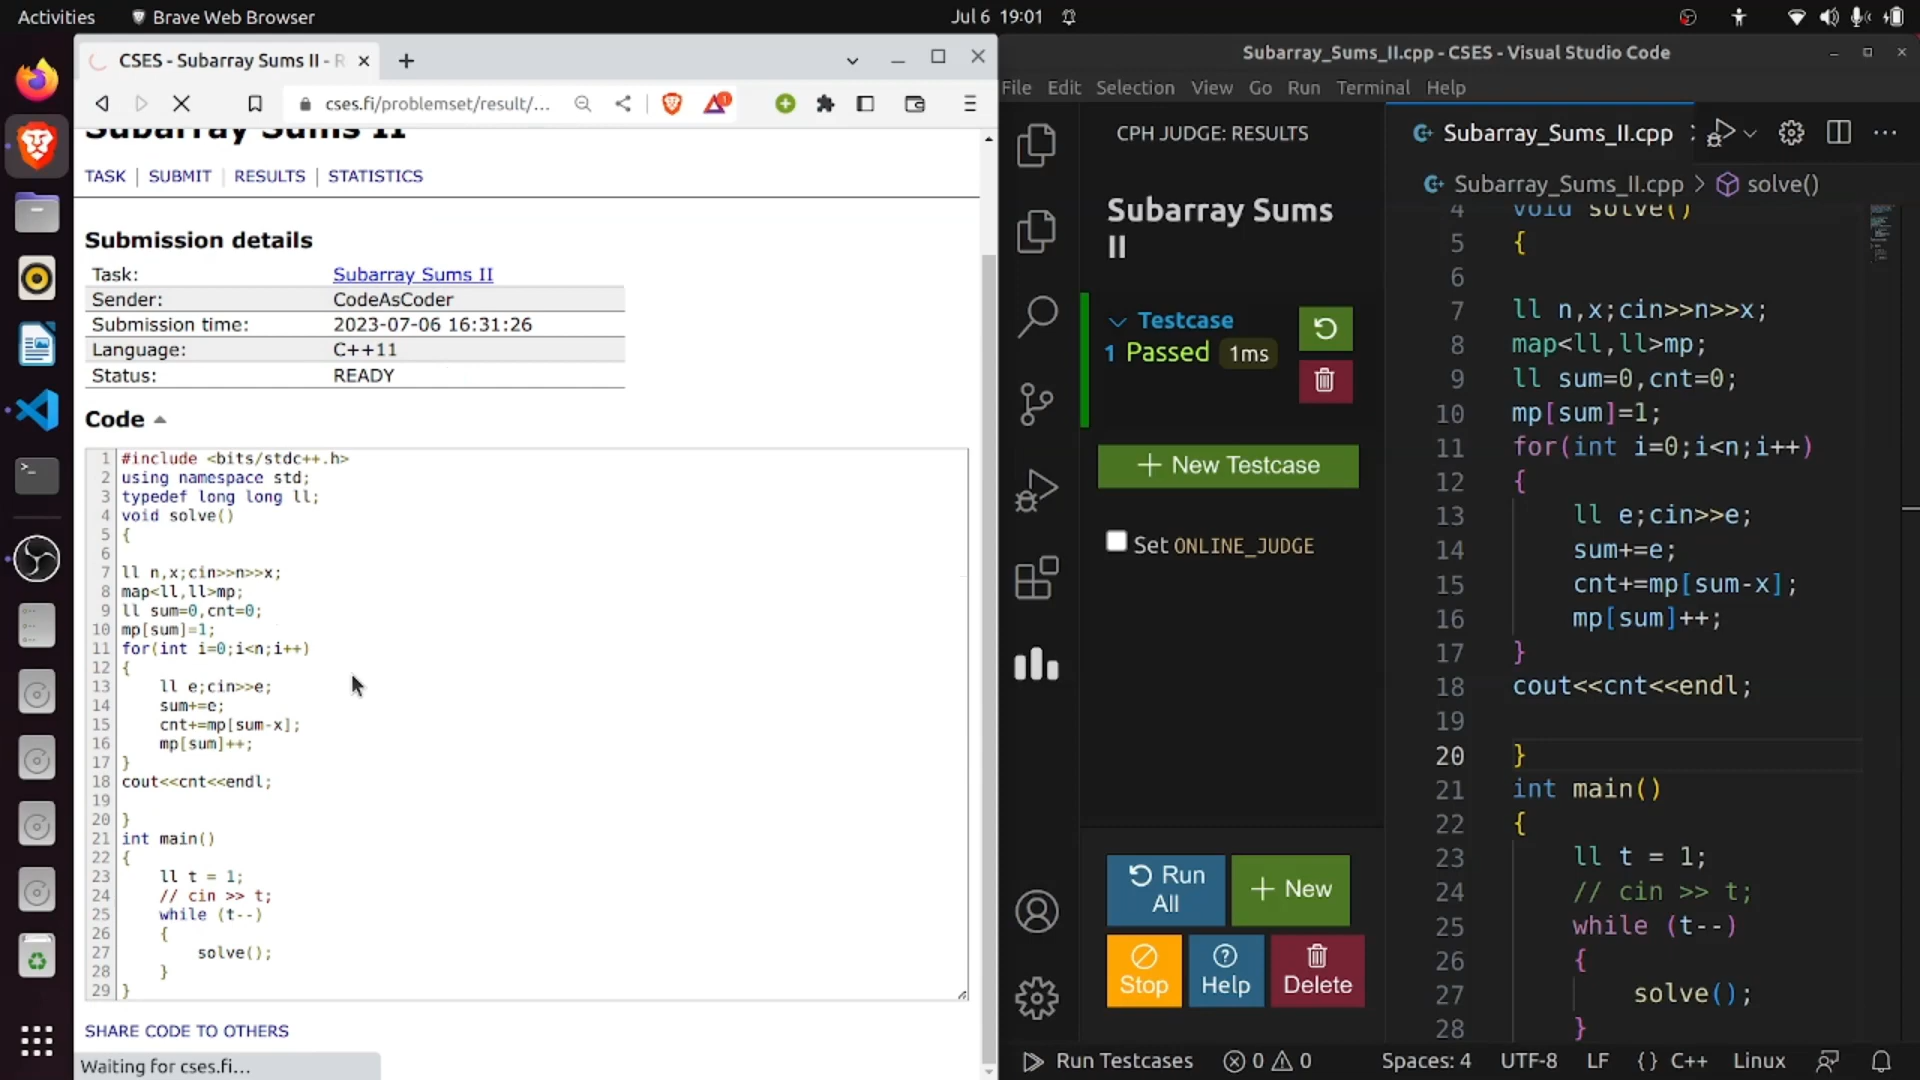 Activities
Brave Web Browser
Jul 6 19:01
CSES - Subarray Sums II - R
cses.fi/problemset/result/...
1
Subarray Sums II
TASK | SUBMIT | RESULTS | STATISTICS
Submission details
Task: Subarray Sums II
Sender: CodeAsCoder
Submission time: 2023-07-06 16:31:26
Language: C++11
Status: READY
Code
1 #include <bits/stdc++.h>
2 using namespace std;
3 typedef long long ll;
4 void solve()
5 {
6
7 ll n,x;cin>>n>>x;
8 map<ll,ll>mp;
9 ll sum=0,cnt=0;
10 mp[sum]=1;
11 for(int i=0;i<n;i++)
12 {
13     ll e;cin>>e;
14     sum+=e;
15     cnt+=mp[sum-x];
16     mp[sum]++;
17 }
18 cout<<cnt<<endl;
19
20 }
21 int main()
22 {
23     ll t = 1;
24     // cin >> t;
25     while (t--)
26     {
27         solve();
28     }
29 }
SHARE CODE TO OTHERS
Waiting for cses.fi...
Subarray_Sums_II.cpp - CSES - Visual Studio Code
File Edit Selection View Go Run Terminal Help
CPH JUDGE: RESULTS
Subarray Sums
II
Testcase
1 Passed 1ms
+ New Testcase
Set ONLINE_JUDGE
Run
All
+ New
Stop
Help
Delete
Subarray_Sums_II.cpp
Subarray_Sums_II.cpp > solve()
4 void solve()
5 {
6
7 ll n,x;cin>>n>>x;
8 map<ll,ll>mp;
9 ll sum=0,cnt=0;
10 mp[sum]=1;
11 for(int i=0;i<n;i++)
12 {
13     ll e;cin>>e;
14     sum+=e;
15     cnt+=mp[sum-x];
16     mp[sum]++;
17 }
18 cout<<cnt<<endl;
19
20 }
21 int main()
22 {
23     ll t = 1;
24     // cin >> t;
25     while (t--)
26     {
27         solve();
28     }
Run Testcases 0 0 Spaces: 4 UTF-8 LF {} C++ Linux